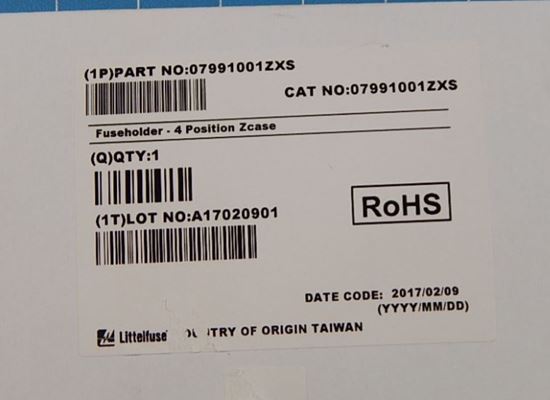 (1P)PART NO:07991001ZXS
CAT NO:07991001ZXS
Fuseholder - 4 Position Zcase
(Q)QTY:1
(1T)LOT NO:A17020901
RoHS
DATE CODE: 2017/02/09
(YYYY/MM/DD)
Littelfuse OF ORIGIN TAIWAN